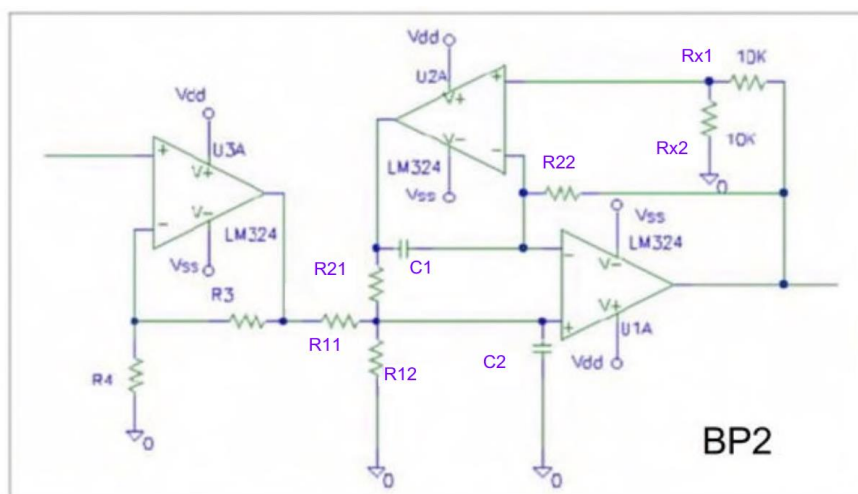 Vdd
U2A
V+
V-
LM324
Vss
+
-
Rx1
10K
Rx2
10K
0
Vdd
U3A
V+
V-
LM324
Vss
+
-
R22
Vss
LM324
V-
V+
U1A
Vdd
-
+
R21
C1
R3
R11
R12
C2
R4
0
0
0
BP2